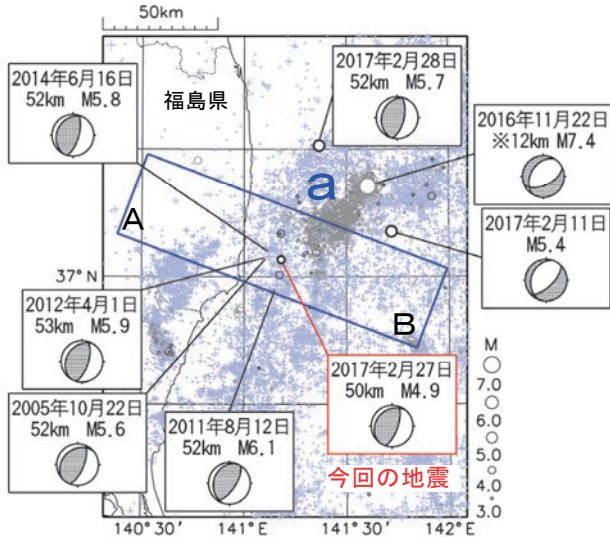 50km
2014年6月16日
52km M5.8
福島県
2017年2月28日
52km M5.7
2016年11月22日
※12km M7.4
a
A
2017年2月11日
M5.4
37°N
2012年4月1日
53km M5.9
B
2017年2月27日
50km M4.9
2005年10月22日
52km M5.6
2011年8月12日
52km M6.1
今回の地震
M
7.0
6.0
5.0
4.0
3.0
140°30′ 141°E 141°30′ 142°E